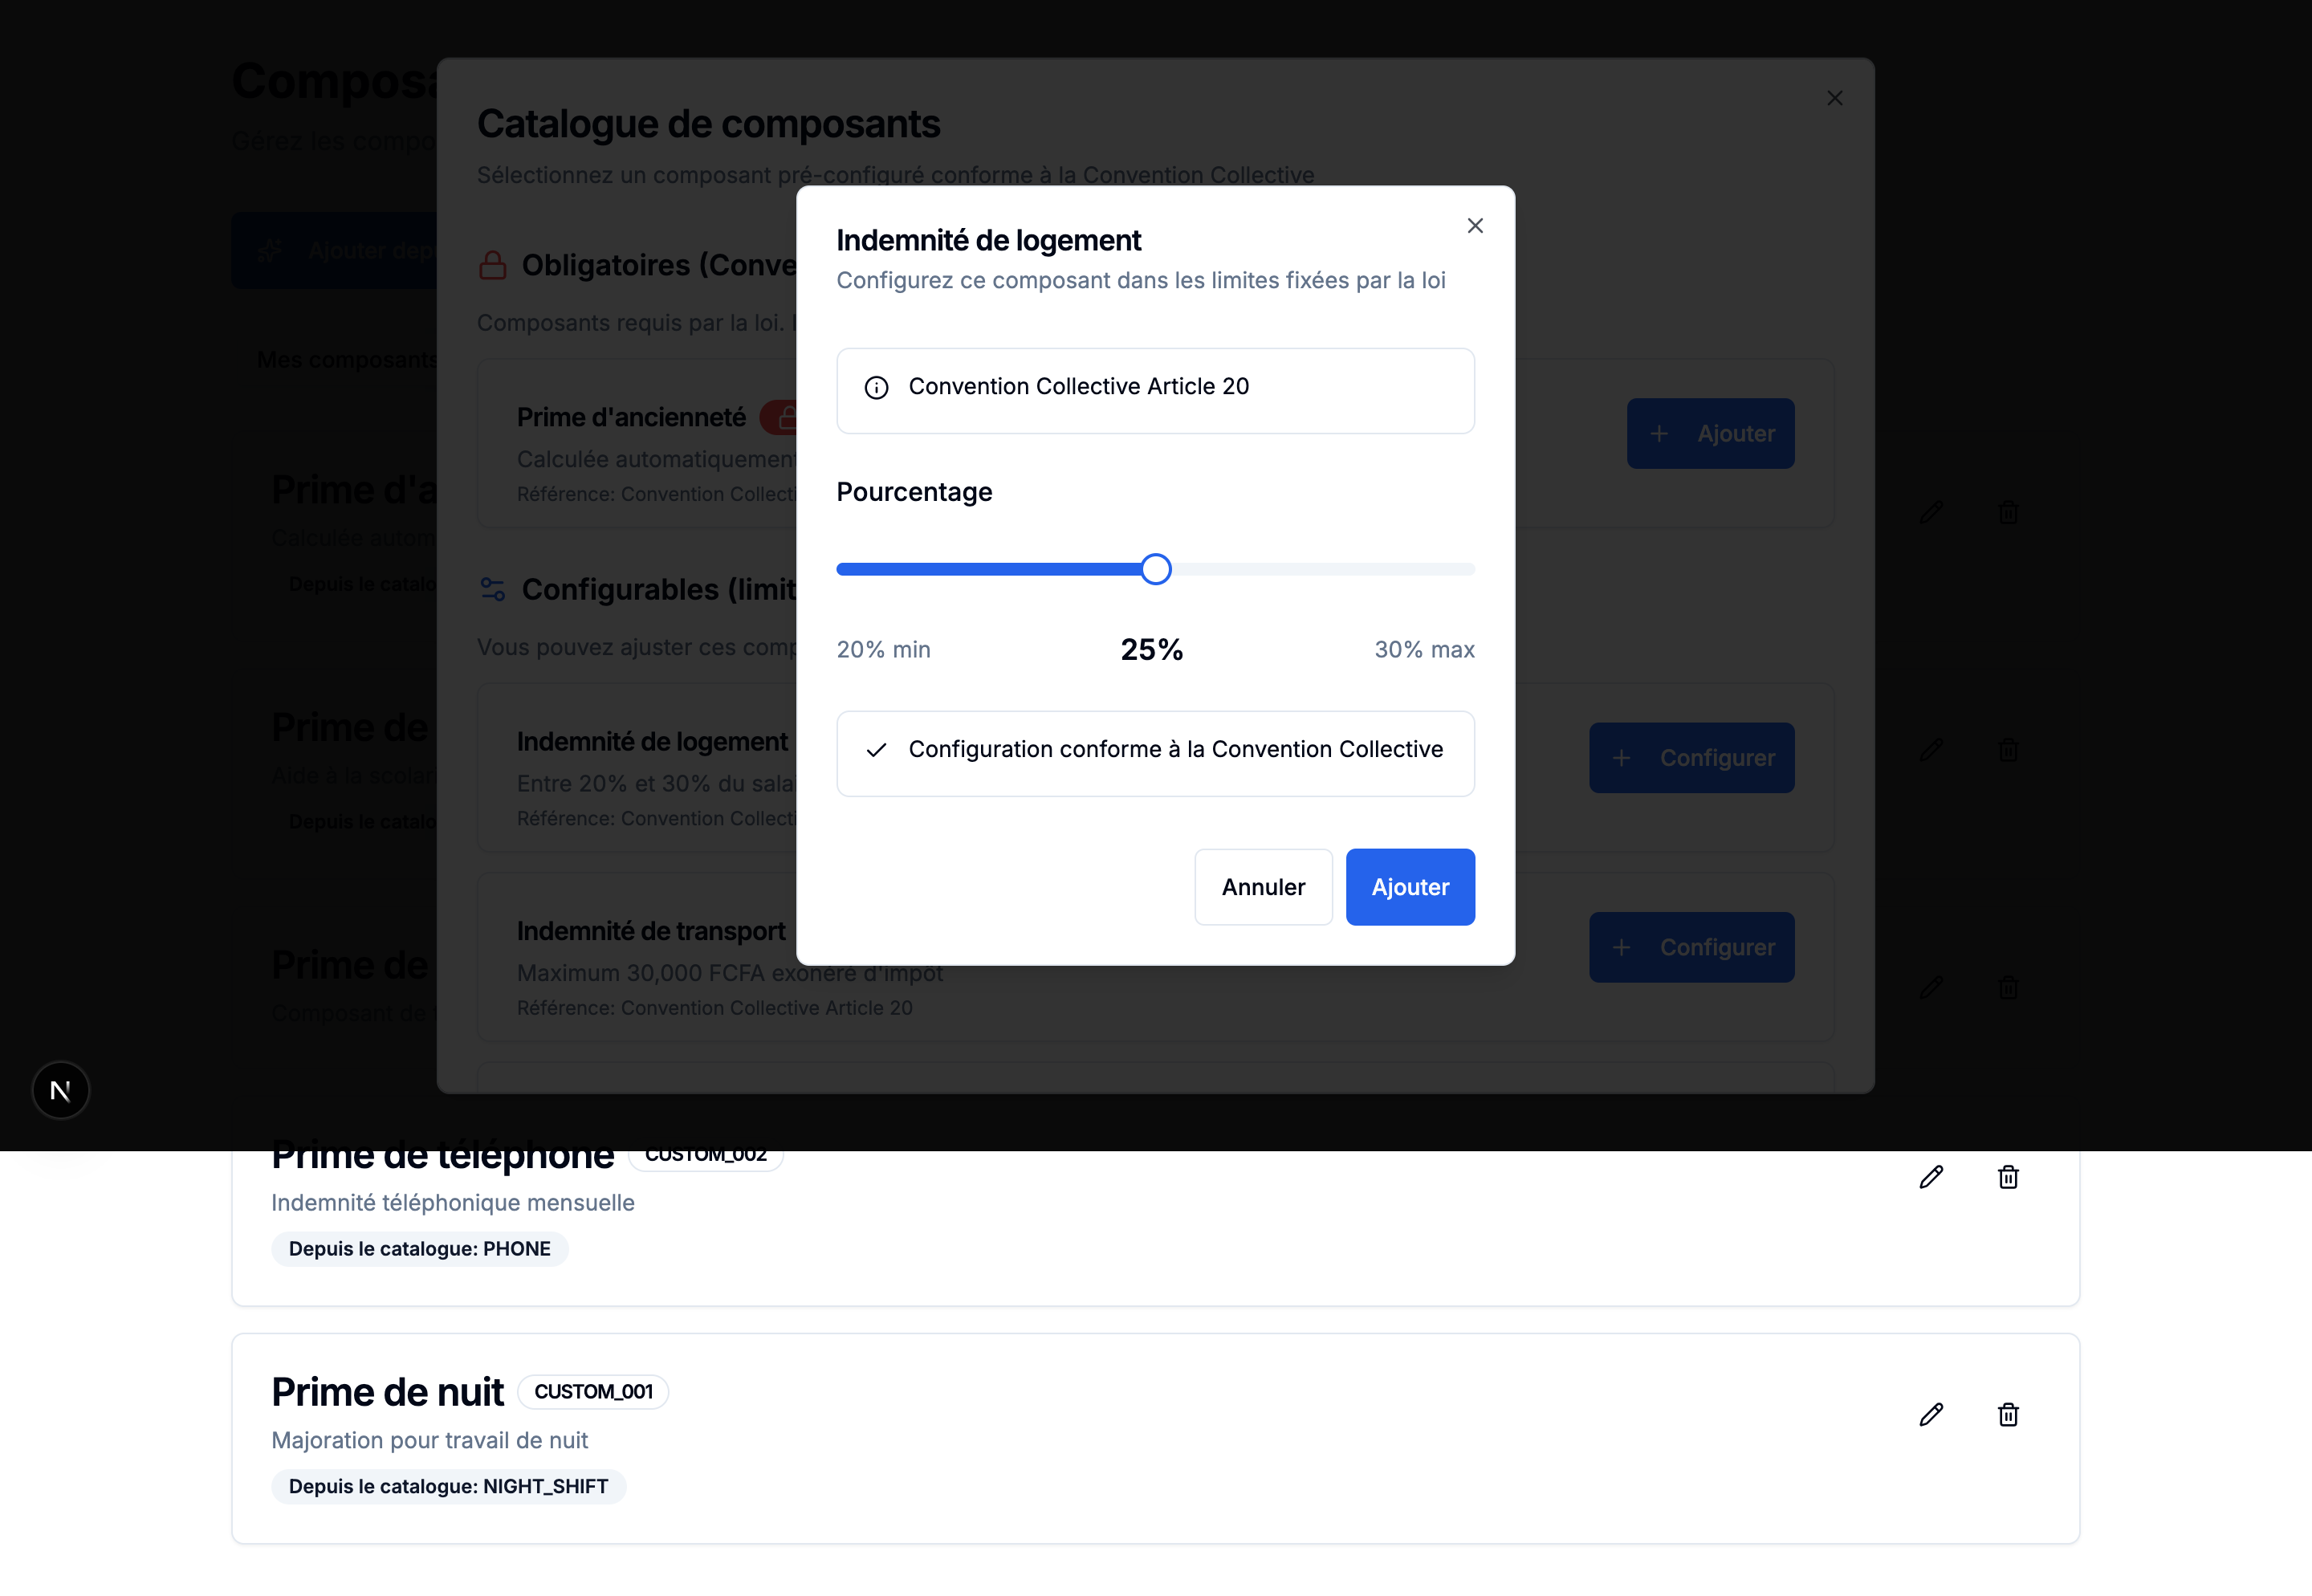 Compos
Gérez les compo
Ajouter dep
Mes composants
Prime d'a
Calculée autom
Depuis le catalo
Prime de
Aide à la scolar
Depuis le catalo
Prime de
Composant de
Catalogue de composants
Sélectionnez un composant pré-configuré conforme à la Convention Collective
Obligatoires (Conve
Composants requis par la loi.
Prime d'ancienneté
Calculée automatiquement
Référence: Convention Collecti
Ajouter
Configurables (limit
Vous pouvez ajuster ces comp
Indemnité de logement
Entre 20% et 30% du sala
Référence: Convention Collecti
Configurer
Indemnité de transport
Maximum 30,000 FCFA exonéré d'impôt
Référence: Convention Collective Article 20
Configurer
Indemnité de logement
Configurez ce composant dans les limites fixées par la loi
Convention Collective Article 20
Pourcentage
20% min 25% 30% max
Configuration conforme à la Convention Collective
Annuler Ajouter
N
Prime de téléphone CUSTOM_002
Indemnité téléphonique mensuelle
Depuis le catalogue: PHONE
Prime de nuit CUSTOM_001
Majoration pour travail de nuit
Depuis le catalogue: NIGHT_SHIFT